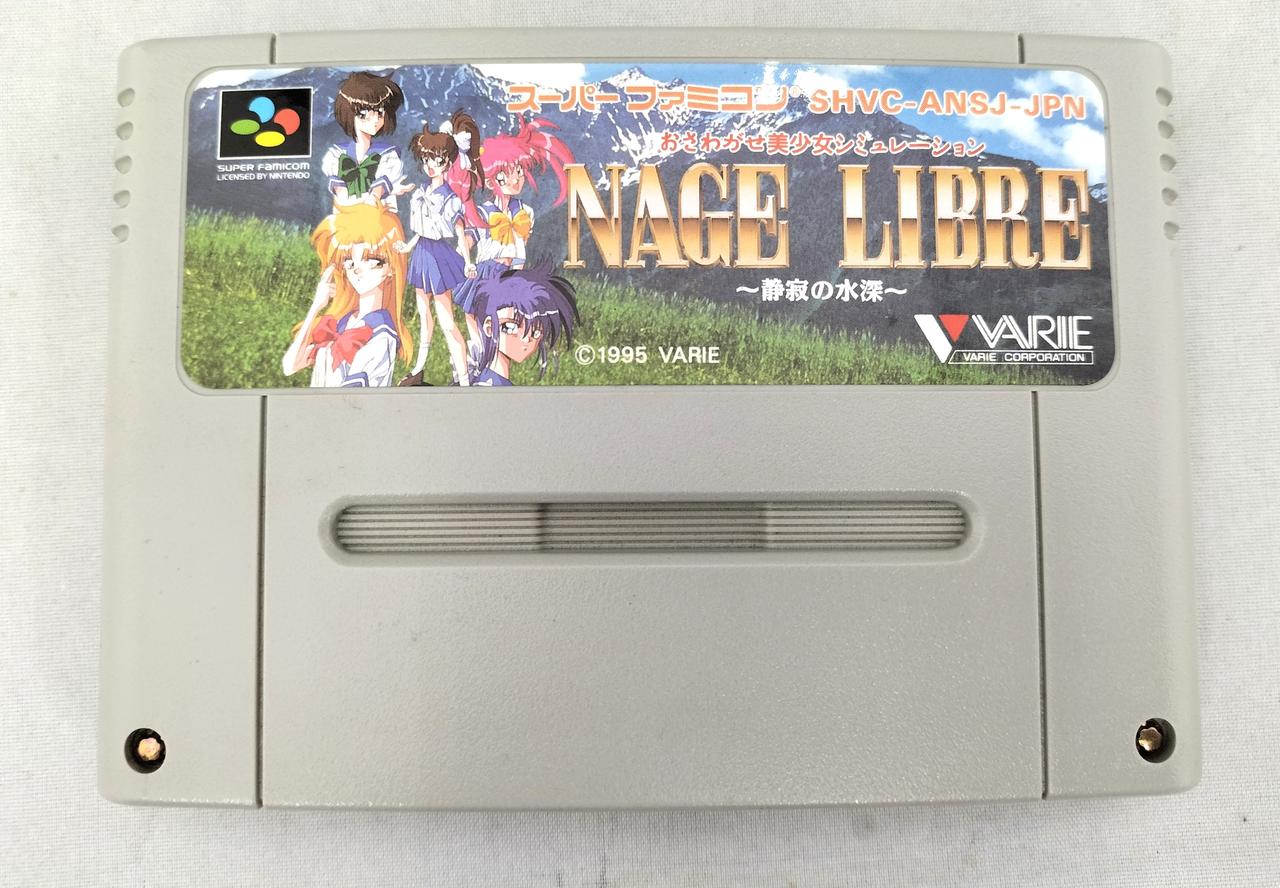 スーパーファミコン® SHVC-ANSJ-JPN
SUPER FAMICOM
LICENSED BY NINTENDO
おさわがせ美少女シミュレーション
NAGE LIBRE
～静寂の水深～
©1995 VARIE
VARIE
VARIE CORPORATION